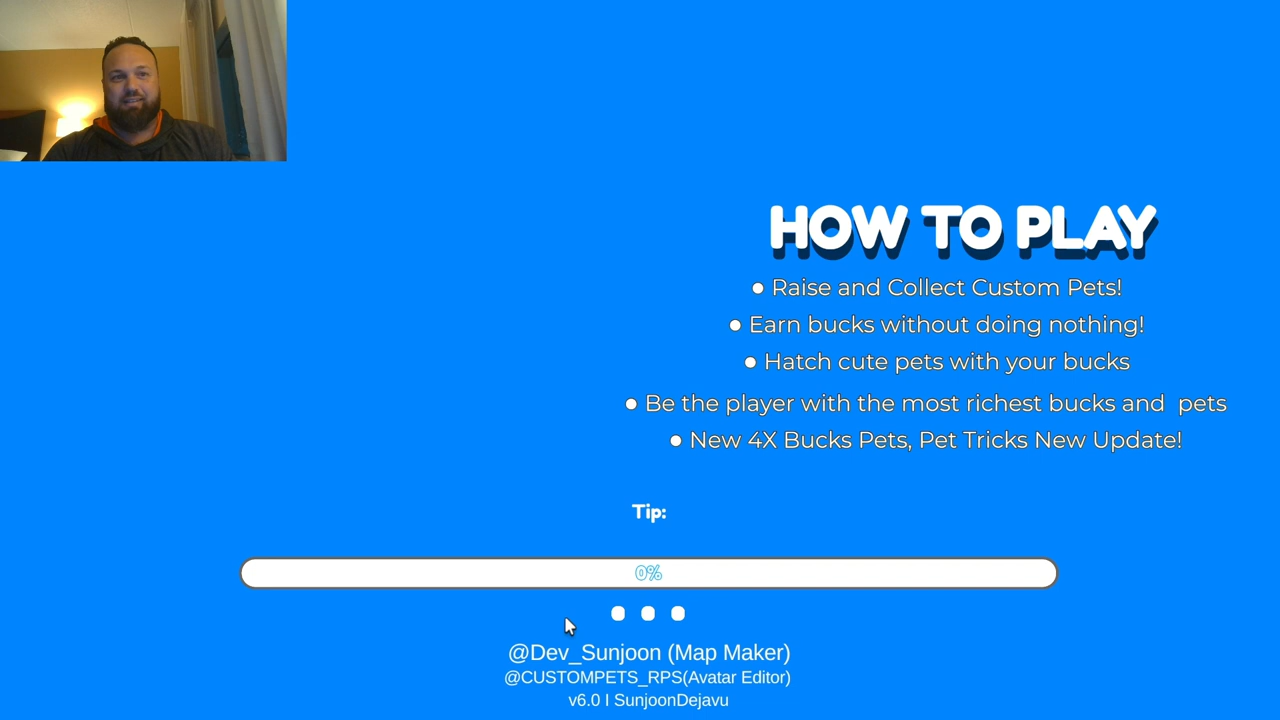 HOW TO PLAY
● Raise and Collect Custom Pets!
● Earn bucks without doing nothing!
● Hatch cute pets with your bucks
● Be the player with the most richest bucks and  pets
● New 4X Bucks Pets, Pet Tricks New Update!
Tip:
0%
@Dev_Sunjoon (Map Maker)
@CUSTOMPETS_RPS(Avatar Editor)
v6.0 I SunjoonDejavu